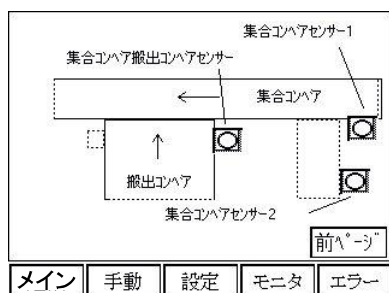 集合コンベアセンサー1
集合コンベア搬出コンベアセンサー
集合コンベア
搬出コンベア
集合コンベアセンサー2
前ページ
メイン 手動 設定 モニタ エラー